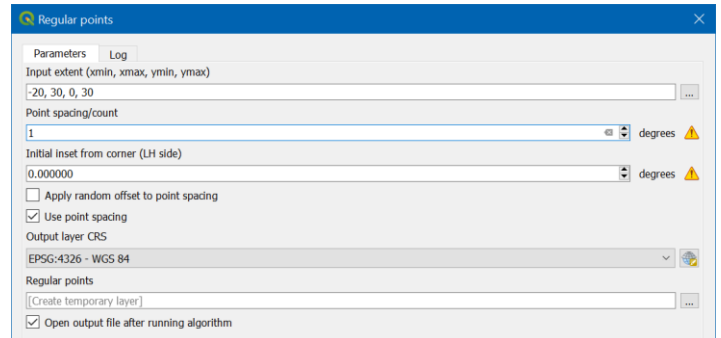 Regular points
Parameters Log
Input extent (xmin, xmax, ymin, ymax)
-20, 30, 0, 30
...
Point spacing/count
1
degrees
Initial inset from corner (LH side)
0.000000
degrees
Apply random offset to point spacing
Use point spacing
Output layer CRS
EPSG:4326 - WGS 84
Regular points
[Create temporary layer]
...
Open output file after running algorithm